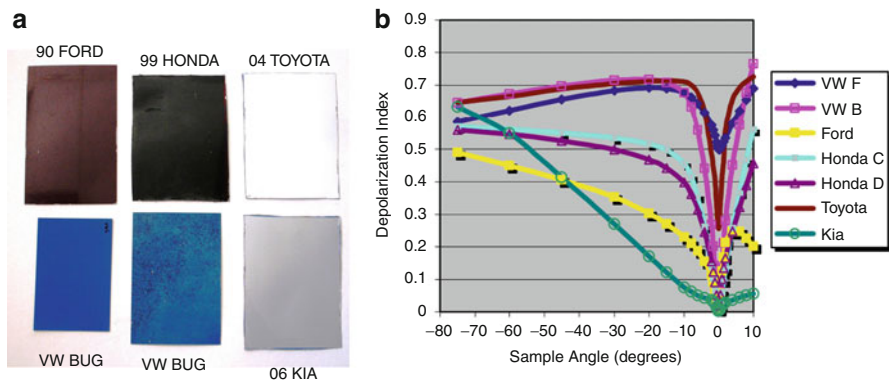 a
90 FORD
99 HONDA
04 TOYOTA
VW BUG
VW BUG
06 KIA
b
Depolarization Index
0.9
0.8
0.7
0.6
0.5
0.4
0.3
0.2
0.1
0
–80 –70 –60 –50 –40 –30 –20 –10 0 10
Sample Angle (degrees)
VW F
VW B
Ford
Honda C
Honda D
Toyota
Kia